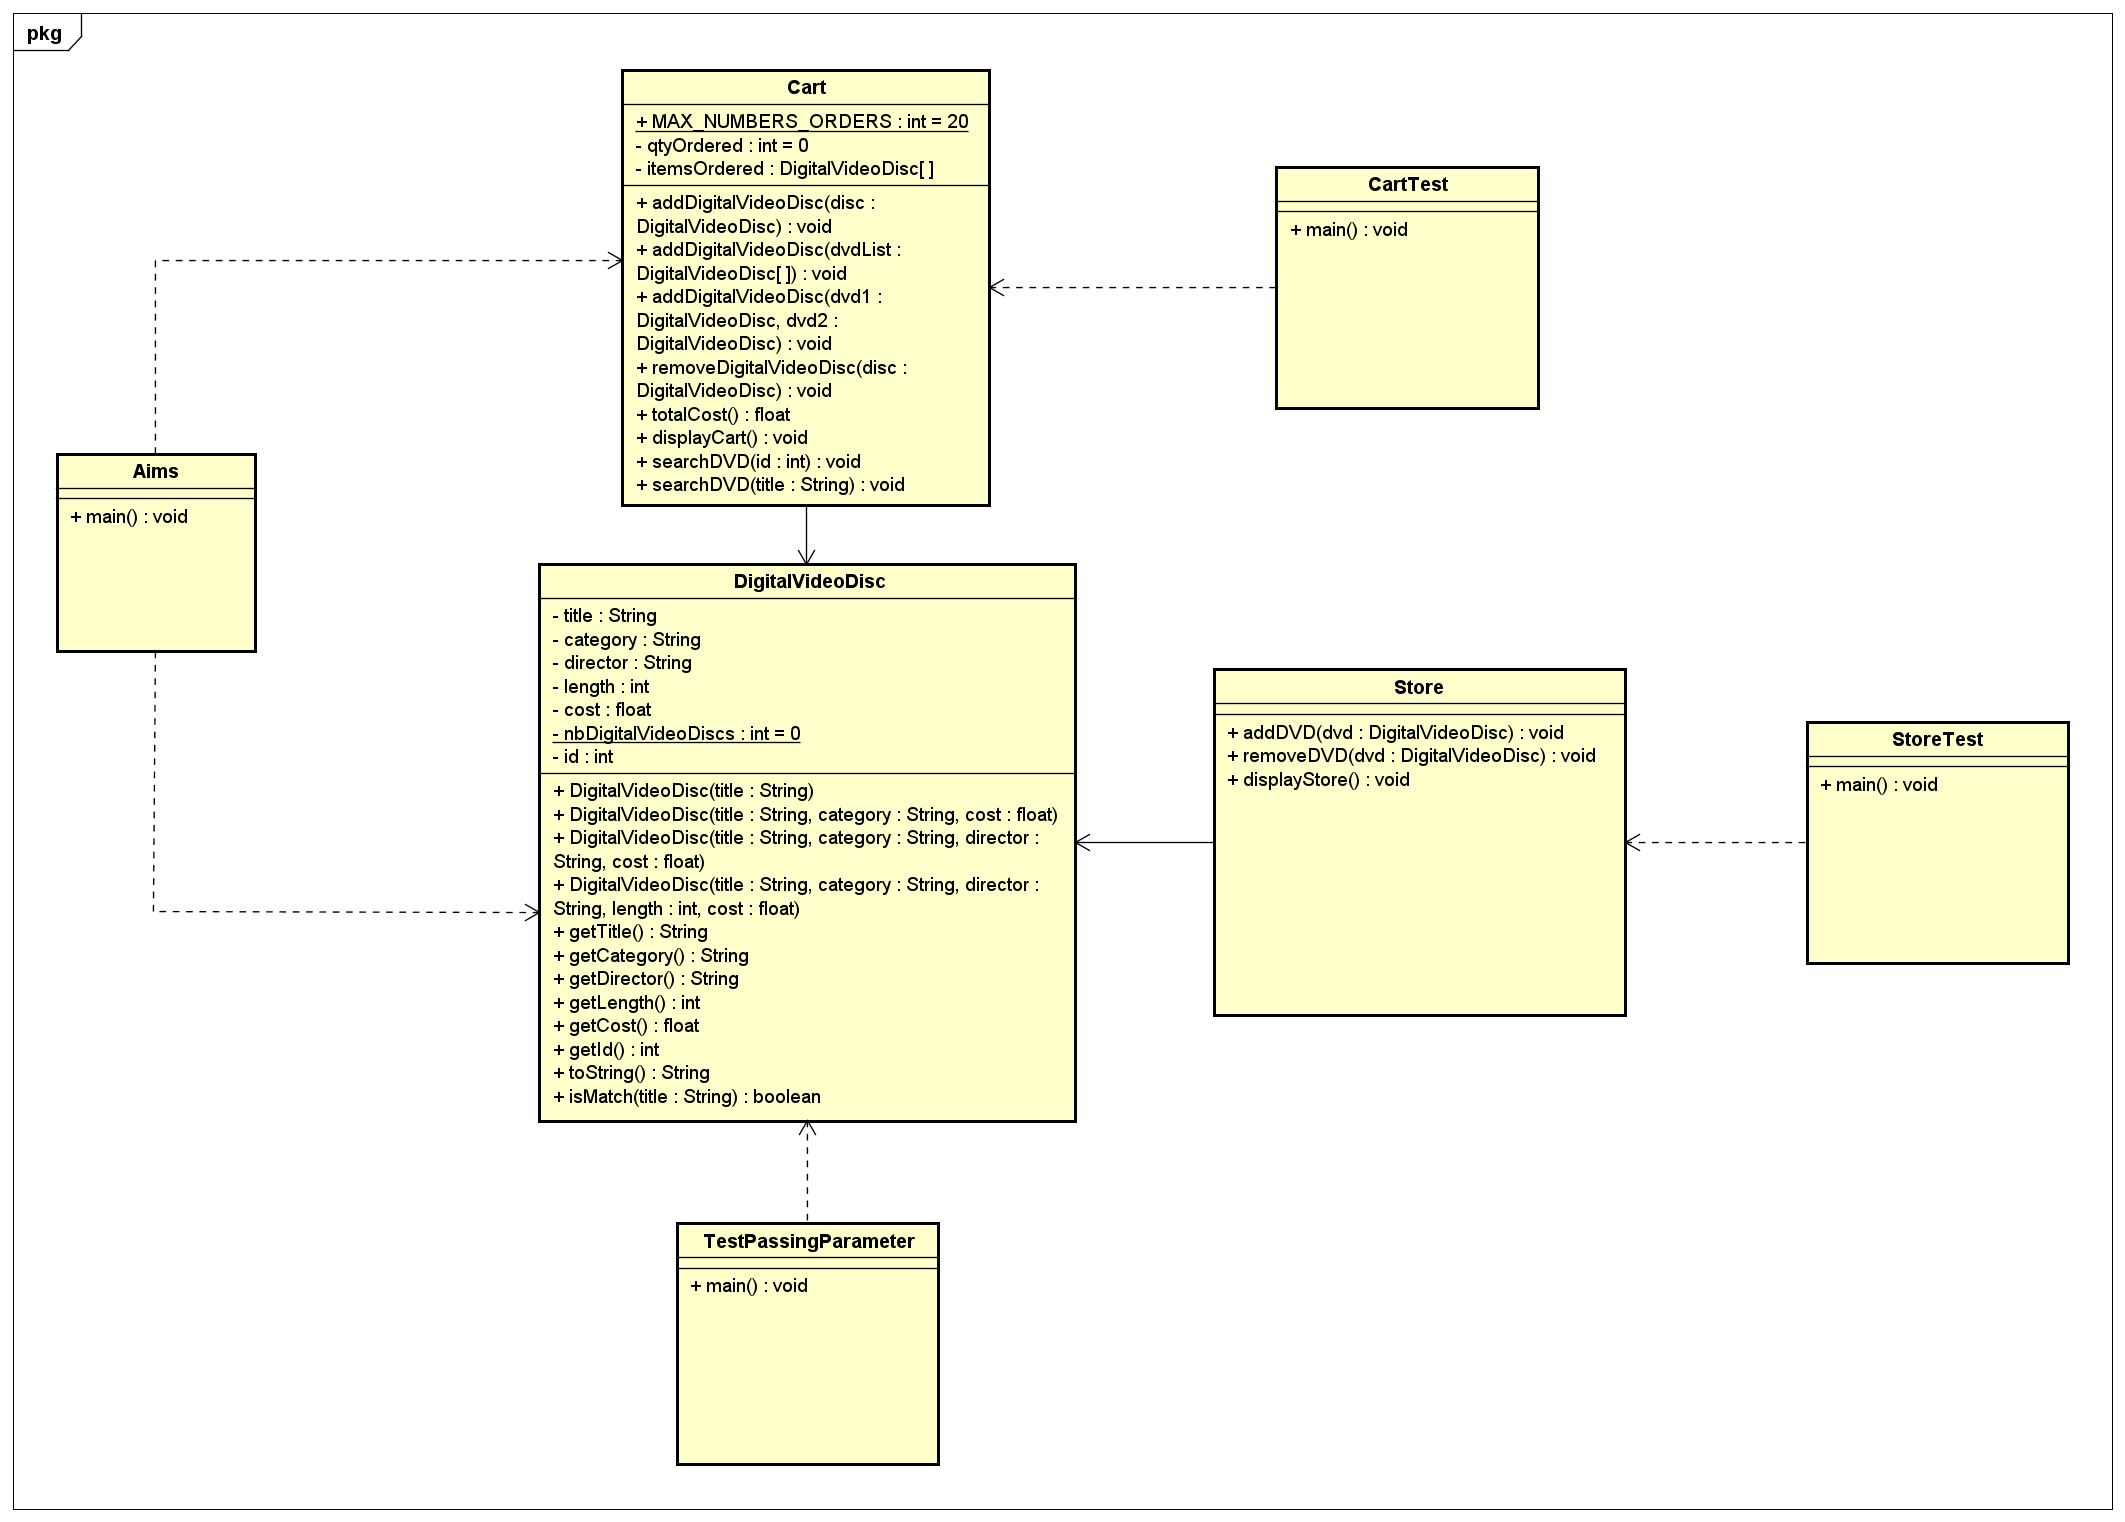 pkg
Cart
+ MAX_NUMBERS_ORDERS : int = 20
- qtyOrdered : int = 0
- itemsOrdered : DigitalVideoDisc[ ]
+ addDigitalVideoDisc(disc :
DigitalVideoDisc) : void
+ addDigitalVideoDisc(dvdList :
DigitalVideoDisc[ ]) : void
+ addDigitalVideoDisc(dvd1 :
DigitalVideoDisc, dvd2 :
DigitalVideoDisc) : void
+ removeDigitalVideoDisc(disc :
DigitalVideoDisc) : void
+ totalCost() : float
+ displayCart() : void
+ searchDVD(id : int) : void
+ searchDVD(title : String) : void
CartTest
+ main() : void
Aims
+ main() : void
DigitalVideoDisc
- title : String
- category : String
- director : String
- length : int
- cost : float
- nbDigitalVideoDiscs : int = 0
- id : int
+ DigitalVideoDisc(title : String)
+ DigitalVideoDisc(title : String, category : String, cost : float)
+ DigitalVideoDisc(title : String, category : String, director :
String, cost : float)
+ DigitalVideoDisc(title : String, category : String, director :
String, length : int, cost : float)
+ getTitle() : String
+ getCategory() : String
+ getDirector() : String
+ getLength() : int
+ getCost() : float
+ getId() : int
+ toString() : String
+ isMatch(title : String) : boolean
Store
+ addDVD(dvd : DigitalVideoDisc) : void
+ removeDVD(dvd : DigitalVideoDisc) : void
+ displayStore() : void
StoreTest
+ main() : void
TestPassingParameter
+ main() : void